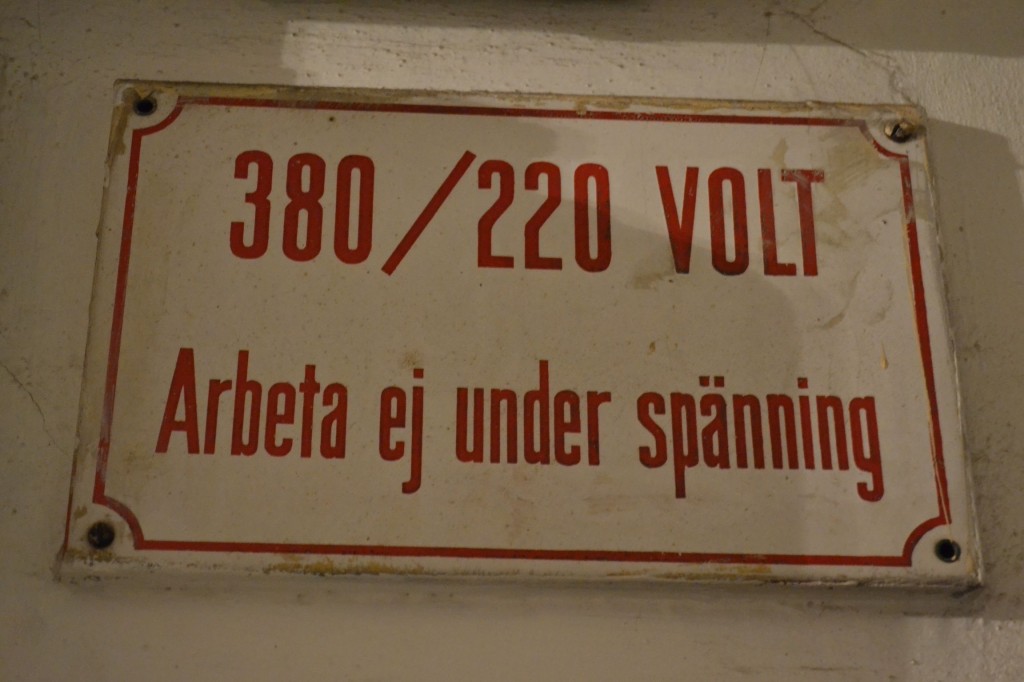 380/220 VOLT
Arbeta ej under spänning